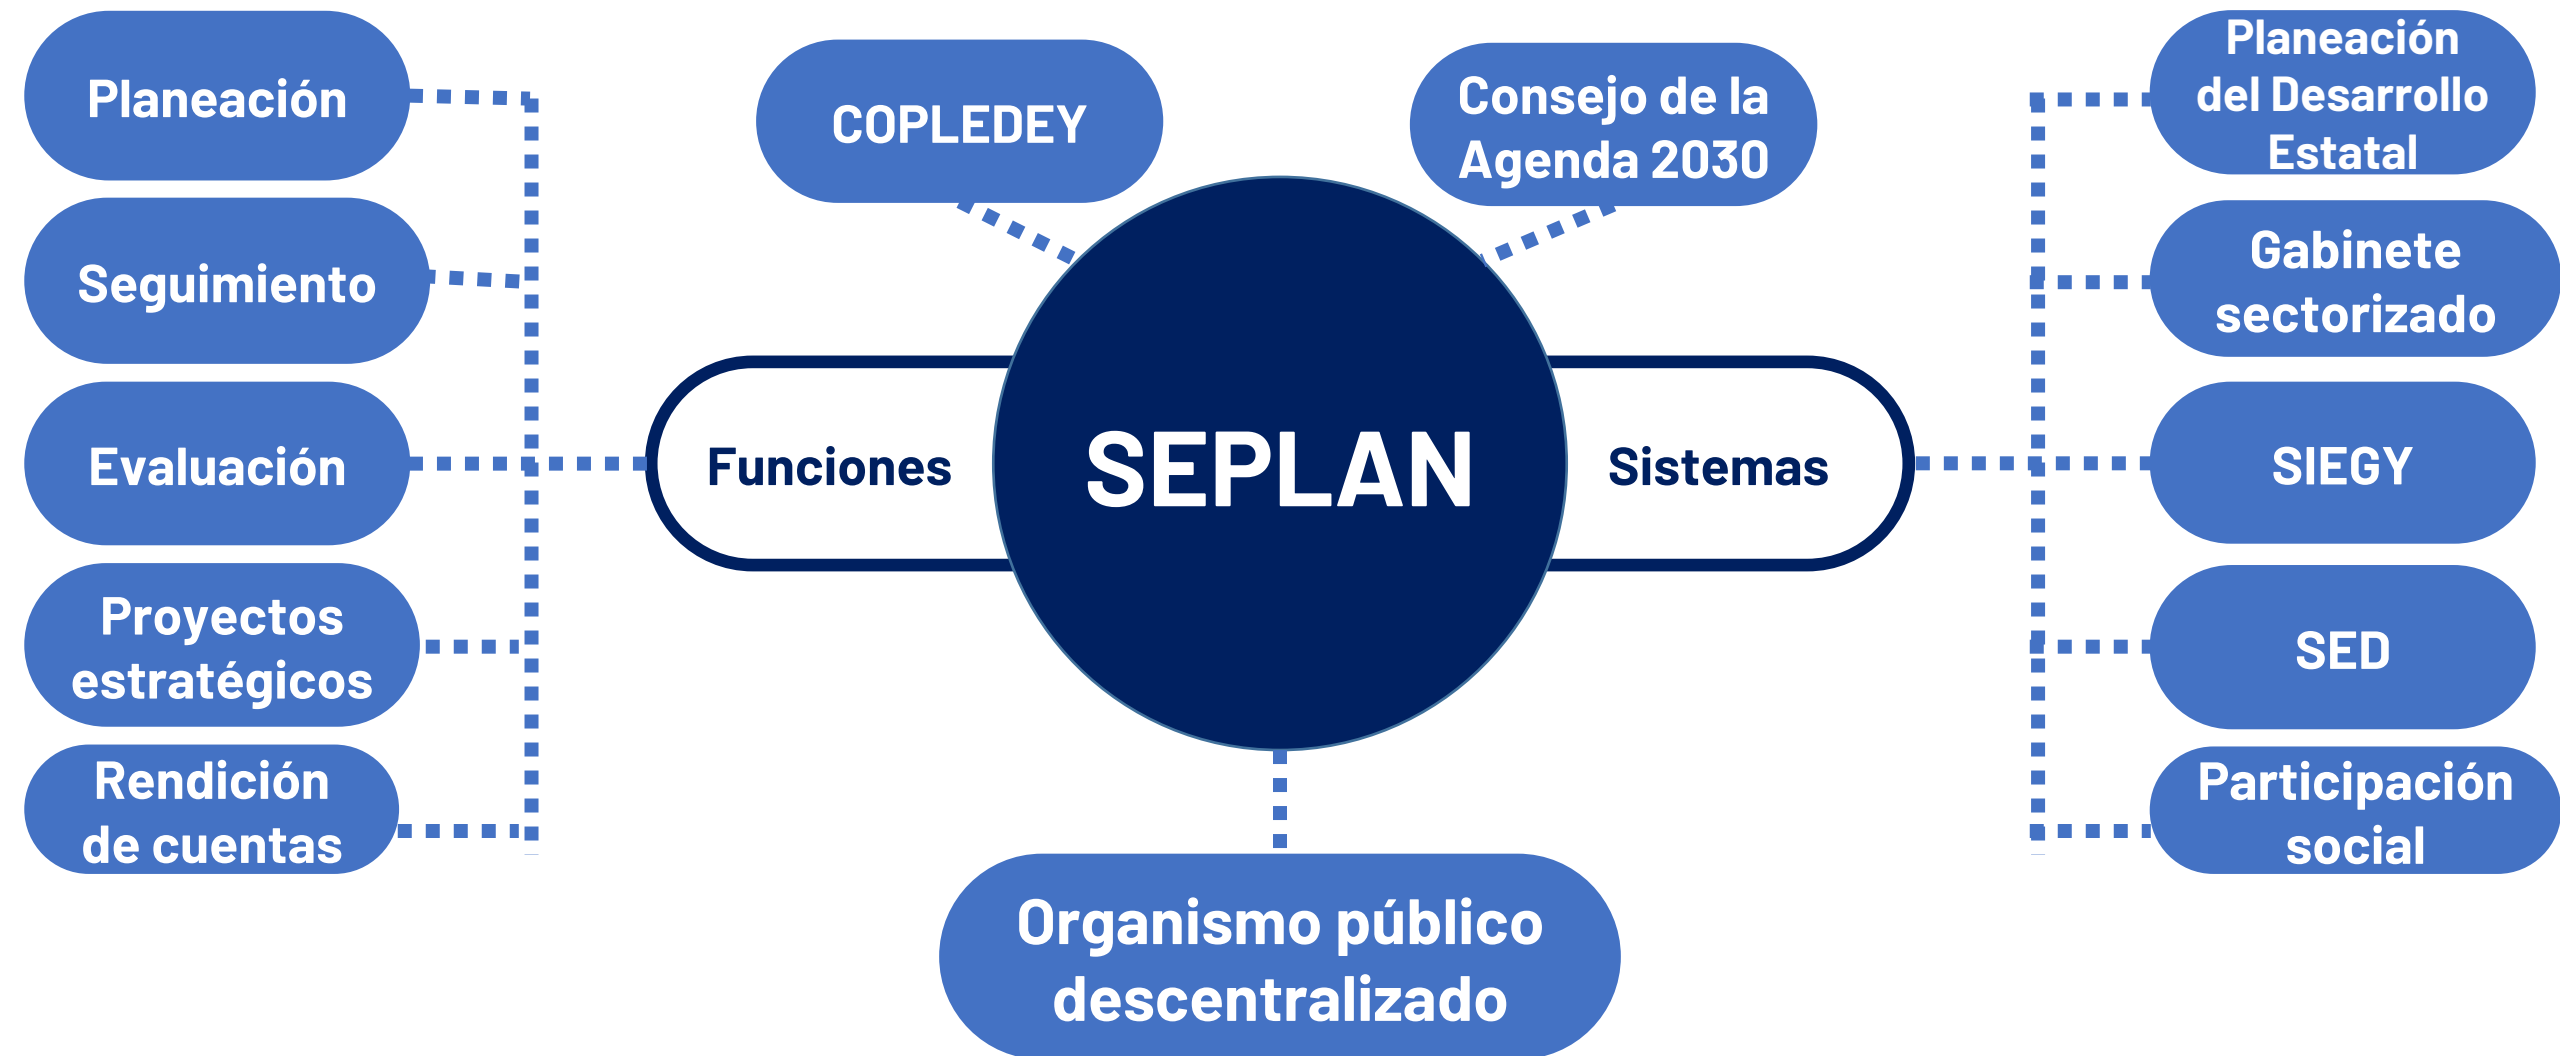 Planeación
Seguimiento
Evaluación
Proyectos
estratégicos
Rendición
de cuentas
COPLEDEY
Consejo de la
Agenda 2030
Funciones
SEPLAN
Sistemas
Organismo público
descentralizado
Planeación
del Desarrollo
Estatal
Gabinete
sectorizado
SIEGY
SED
Participación
social